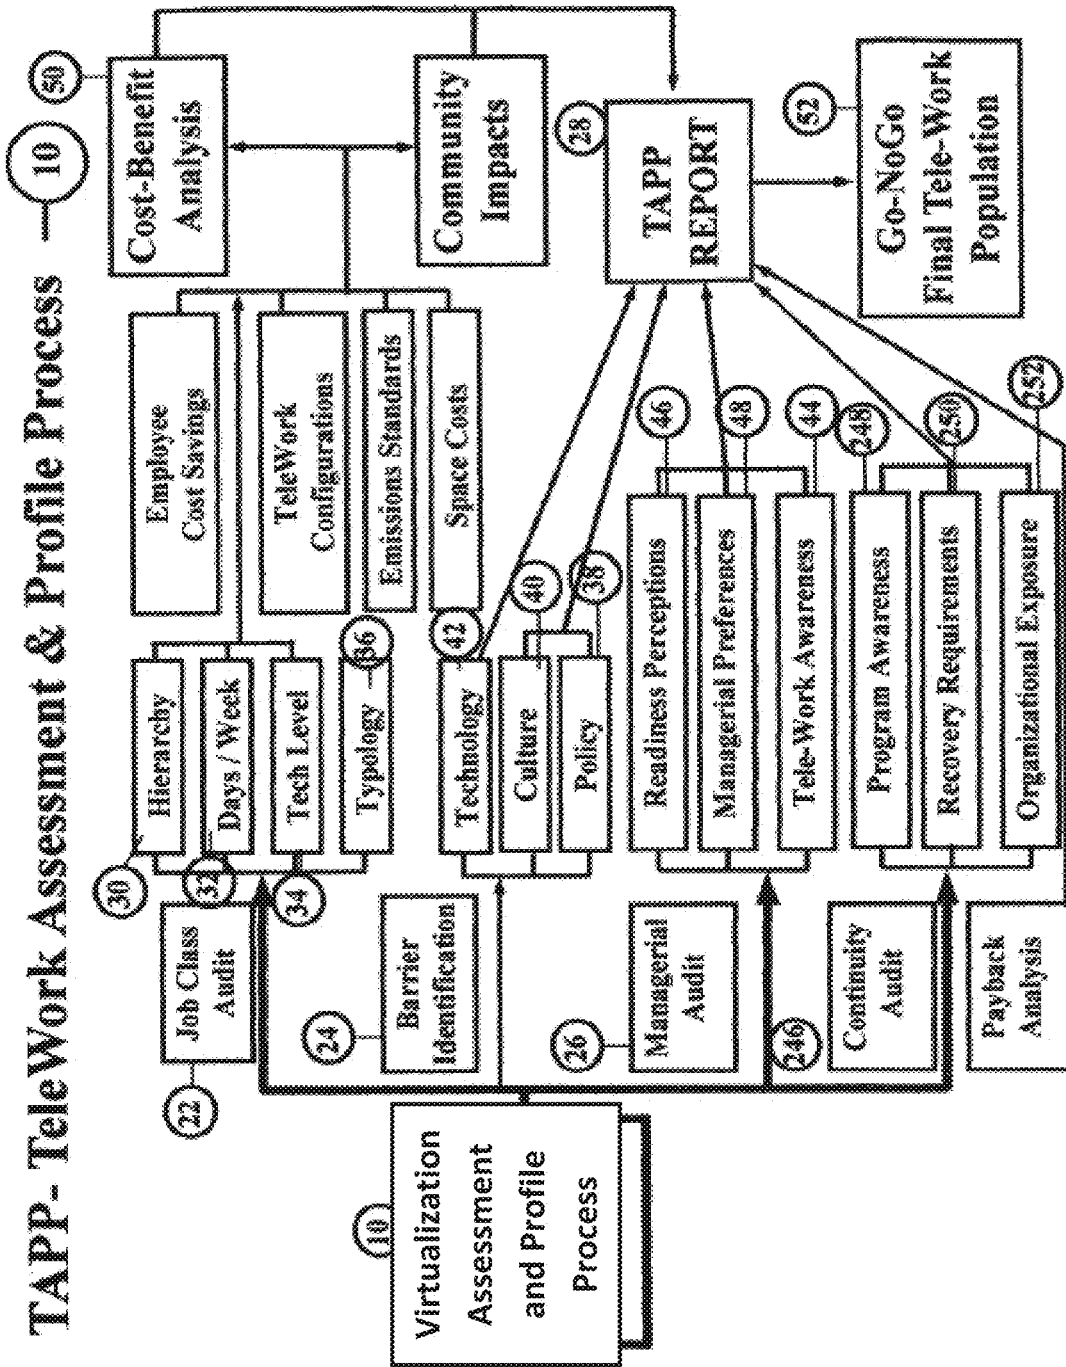 TAPP- TeleWork Assessment & Profile Process
10
10
Virtualization
Assessment
and Profile
Process
22
Job Class
Audit
30
Hierarchy
32
Days / Week
34
Tech Level
36
Typology
Employee
Cost Savings
TeleWork
Configurations
Emissions Standards
Space Costs
50
Cost-Benefit
Analysis
Community
Impacts
24
Barrier
Identification
42
Technology
40
Culture
38
Policy
28
TAPP
REPORT
26
Managerial
Audit
46
Readiness Perceptions
48
Managerial Preferences
44
Tele-Work Awareness
52
Go-NoGo
Final Tele-Work
Population
246
Continuity
Audit
248
Program Awareness
250
Recovery Requirements
252
Organizational Exposure
Payback
Analysis